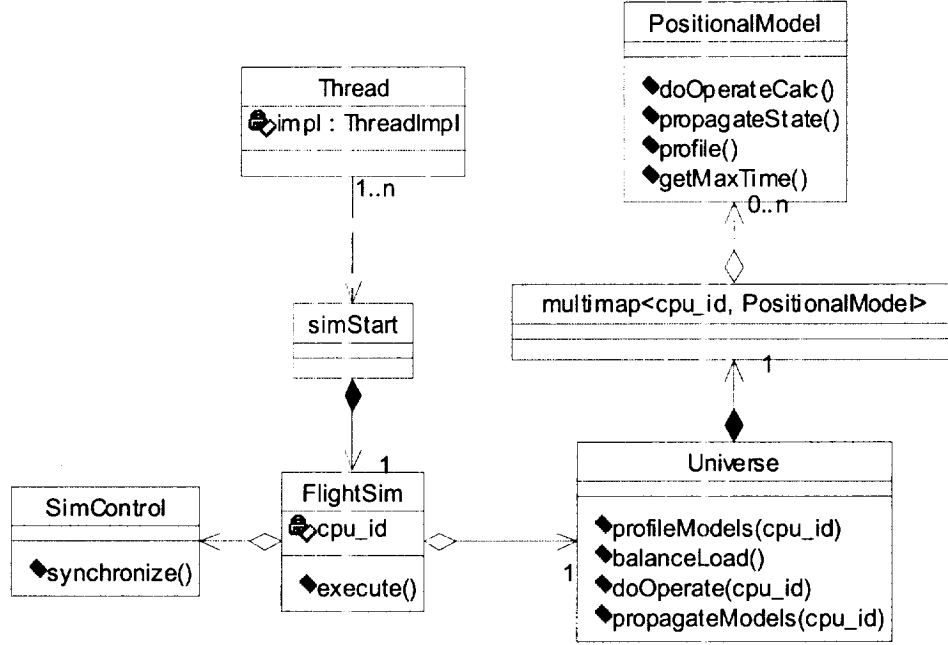 PositionalModel
doOperateCalc()
propagateState()
profile()
getMaxTime()
0..n
Thread
impl : ThreadImpl
1..n
multimap<cpu_id, PositionalModel>
1
simStart
1
FlightSim
cpu_id
execute()
SimControl
synchronize()
Universe
profileModels(cpu_id)
balanceLoad()
doOperate(cpu_id)
propagateModels(cpu_id)
1